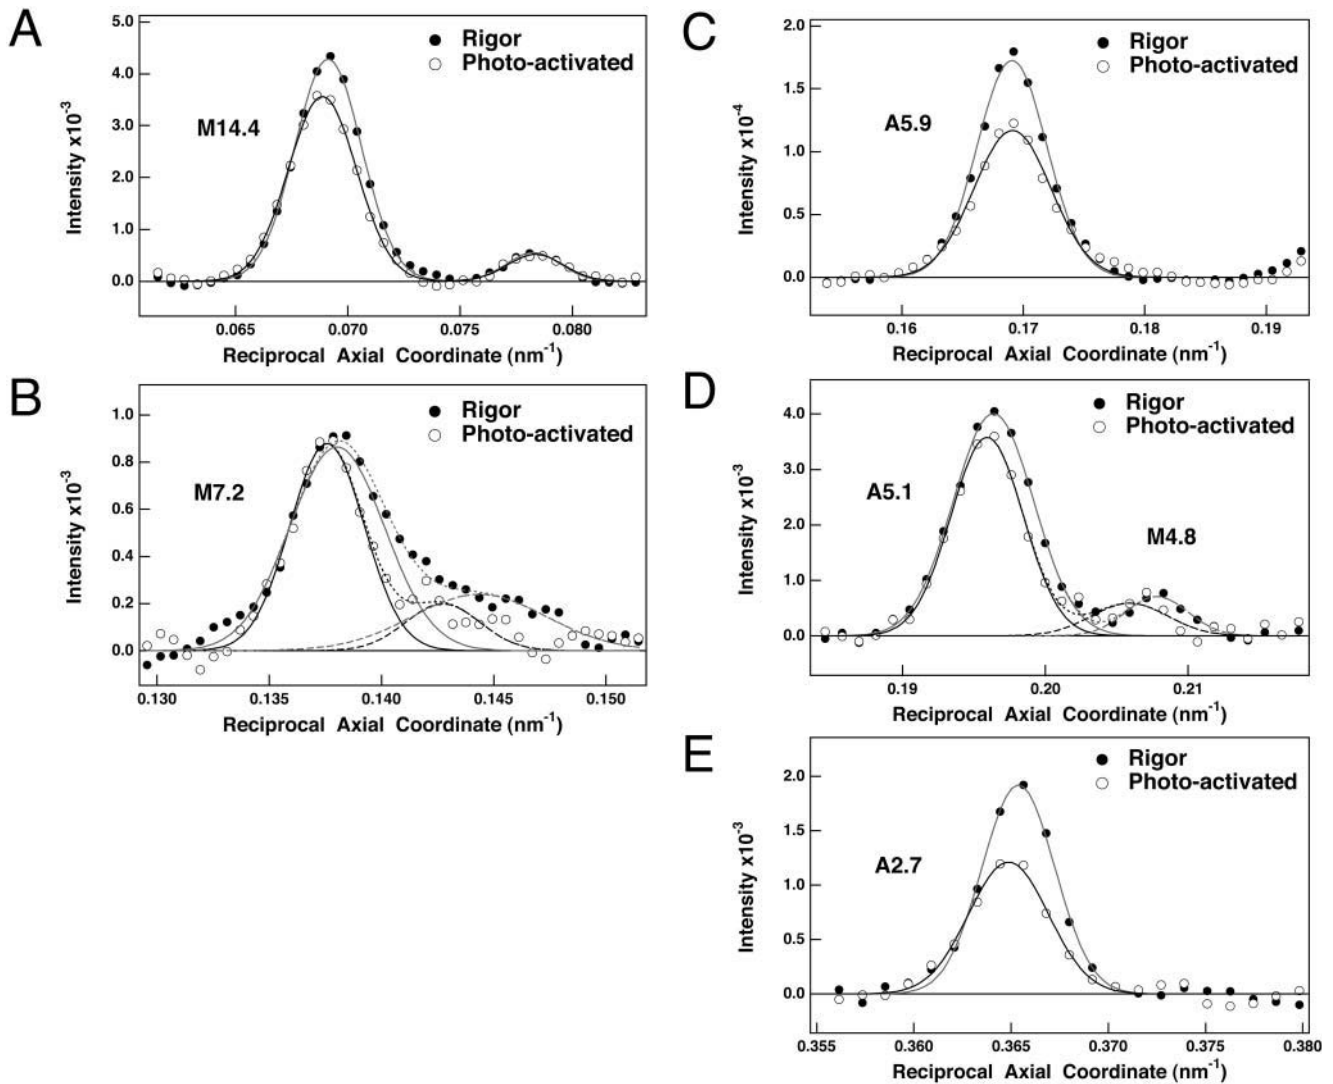 A
Intensity x10-3
5.0
4.0
3.0
2.0
1.0
0.0
Rigor
Photo-activated
M14.4
0.065 0.070 0.075 0.080
Reciprocal Axial Coordinate (nm-1)
B
Intensity x10-3
1.0
0.8
0.6
0.4
0.2
0.0
Rigor
Photo-activated
M7.2
0.130 0.135 0.140 0.145 0.150
Reciprocal Axial Coordinate (nm-1)
C
Intensity x10-4
2.0
1.5
1.0
0.5
0.0
Rigor
Photo-activated
A5.9
0.16 0.17 0.18 0.19
Reciprocal Axial Coordinate (nm-1)
D
Intensity x10-3
4.0
3.0
2.0
1.0
0.0
Rigor
Photo-activated
A5.1
M4.8
0.19 0.20 0.21
Reciprocal Axial Coordinate (nm-1)
E
Intensity x10-3
2.0
1.5
1.0
0.5
0.0
Rigor
Photo-activated
A2.7
0.355 0.360 0.365 0.370 0.375 0.380
Reciprocal Axial Coordinate (nm-1)